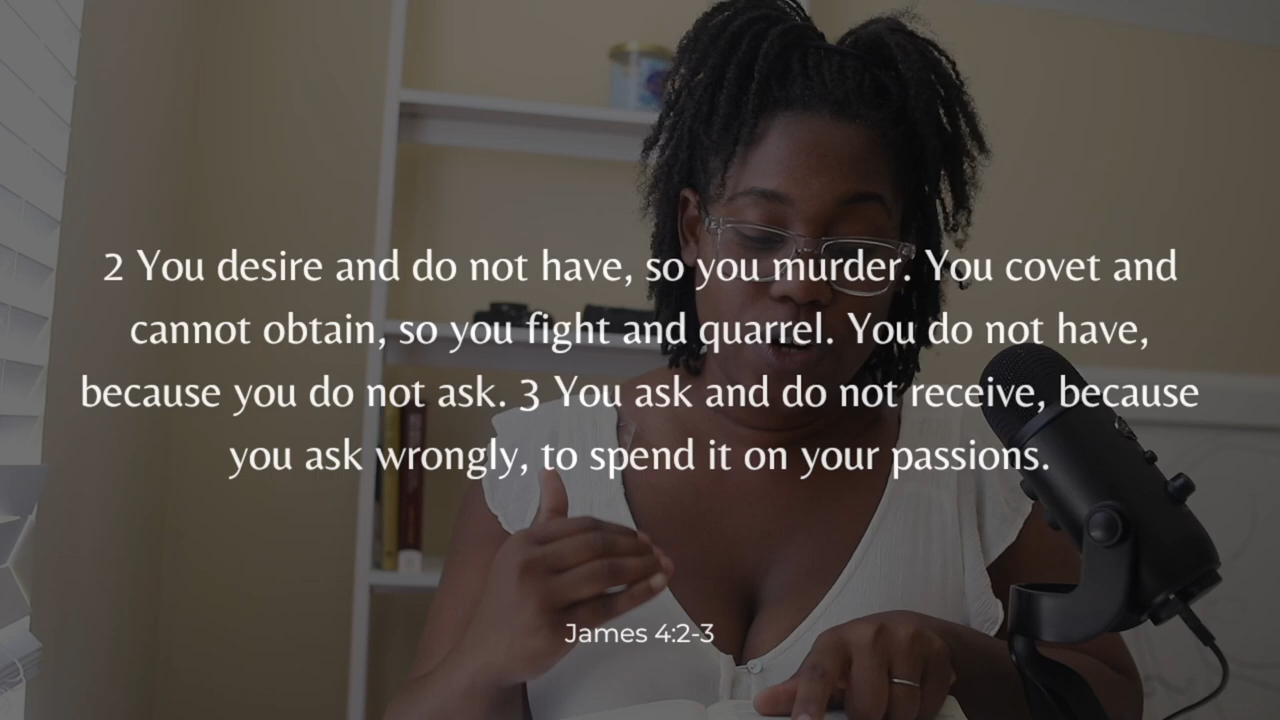 2 You desire and do not have, so you murder. You covet and
cannot obtain, so you fight and quarrel. You do not have,
because you do not ask. 3 You ask and do not receive, because
you ask wrongly, to spend it on your passions.
James 4:2-3